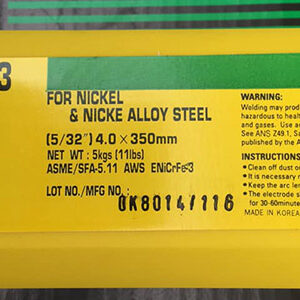 3
FOR NICKEL
& NICKE ALLOY STEEL
(5/32") 4.0 × 350mm
NET WT : 5kgs (11lbs)
ASME/SFA-5.11 AWS ENiCrFe-3
LOT NO./MFG NO.
0K8014/116
WARNING:
Welding may prod
hazardous to healt
and gases. Use ad
See ANS Z49.1, Sa
published by the A
INSTRUCTIONS
●Clean off dust o
●It is necessary r
●Keep the arc len
●The electrode s
for 30-60minute
MADE IN KOREA